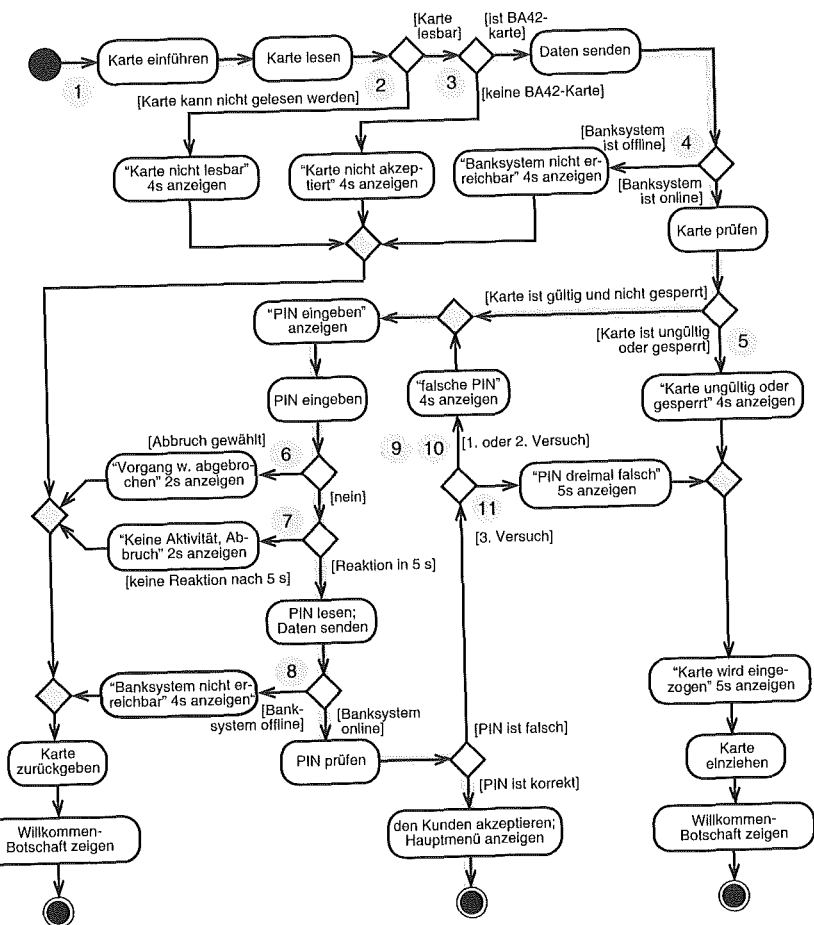 [Karte
lesbar]
[ist BA42-
karte]
Karte einführen
Karte lesen
Daten senden
1
2
3
[Karte kann nicht gelesen werden]
[keine BA42-Karte]
[Banksystem
ist offline]
4
"Karte nicht lesbar"
4s anzeigen
"Karte nicht akzep-
tiert" 4s anzeigen
"Banksystem nicht er-
reichbar" 4s anzeigen
[Banksystem
ist online]
Karte prüfen
[Karte ist gültig und nicht gesperrt]
"PIN eingeben"
anzeigen
[Karte ist ungültig
oder gesperrt]
5
PIN eingeben
"falsche PIN"
4s anzeigen
"Karte ungültig oder
gesperrt" 4s anzeigen
[Abbruch gewählt]
6
9
10
[1. oder 2. Versuch]
"Vorgang w. abgebro-
chen" 2s anzeigen
[nein]
"PIN dreimal falsch"
5s anzeigen
11
7
"Keine Aktivität, Ab-
bruch" 2s anzeigen
[3. Versuch]
[keine Reaktion nach 5 s]
[Reaktion in 5 s]
PIN lesen;
Daten senden
8
"Banksystem nicht er-
reichbar" 4s anzeigen"
"Karte wird einge-
zogen" 5s anzeigen
[Bank-
system offline]
[Banksystem
online]
[PIN ist falsch]
Karte
zurückgeben
PIN prüfen
Karte
einziehen
[PIN ist korrekt]
Willkommen-
Botschaft zeigen
den Kunden akzeptieren;
Hauptmenü anzeigen
Willkommen-
Botschaft zeigen